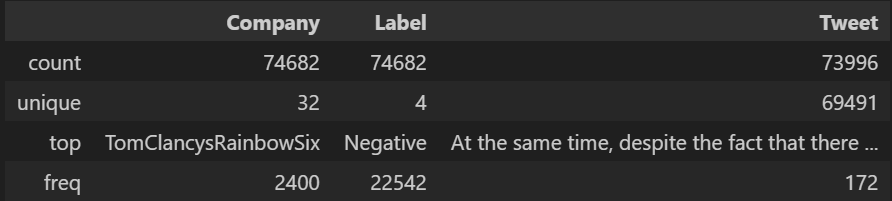 Company Label Tweet
count 74682 74682 73996
unique 32 4 69491
top TomClancysRainbowSix Negative At the same time, despite the fact that there ...
freq 2400 22542 172